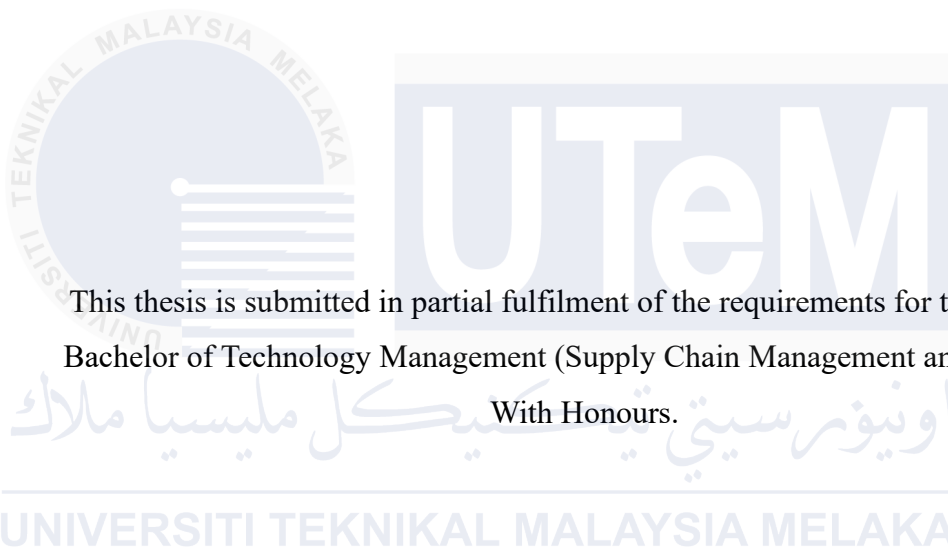 UNIVERSITI TEKNIKAL MALAYSIA MELAKA
UTeM
This thesis is submitted in partial fulfilment of the requirements for t
Bachelor of Technology Management (Supply Chain Management an
With Honours.
اونيۏرسيتي تيكنيكل مليسيا ملاك
UNIVERSITI TEKNIKAL MALAYSIA MELAKA